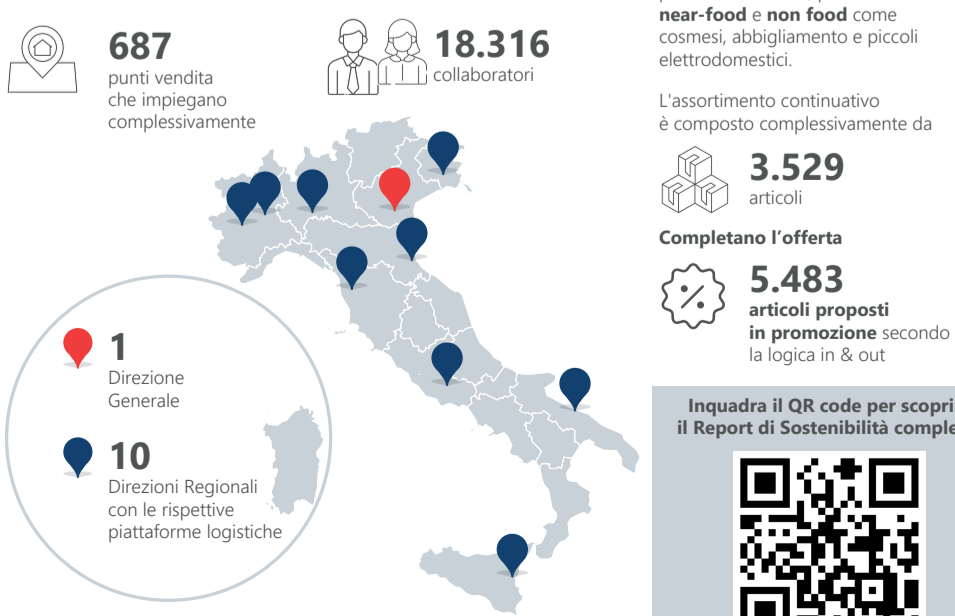 687
punti vendita
che impiegano
complessivamente
18.316
collaboratori
1
Direzione
Generale
10
Direzioni Regionali
con le rispettive
piattaforme logistiche
near-food e non food come
cosmesi, abbigliamento e piccoli
elettrodomestici.
L'assortimento continuativo
è composto complessivamente da
3.529
articoli
Completano l’offerta
5.483
articoli proposti
in promozione secondo
la logica in & out
Inquadra il QR code per
il Report di Sostenibilità